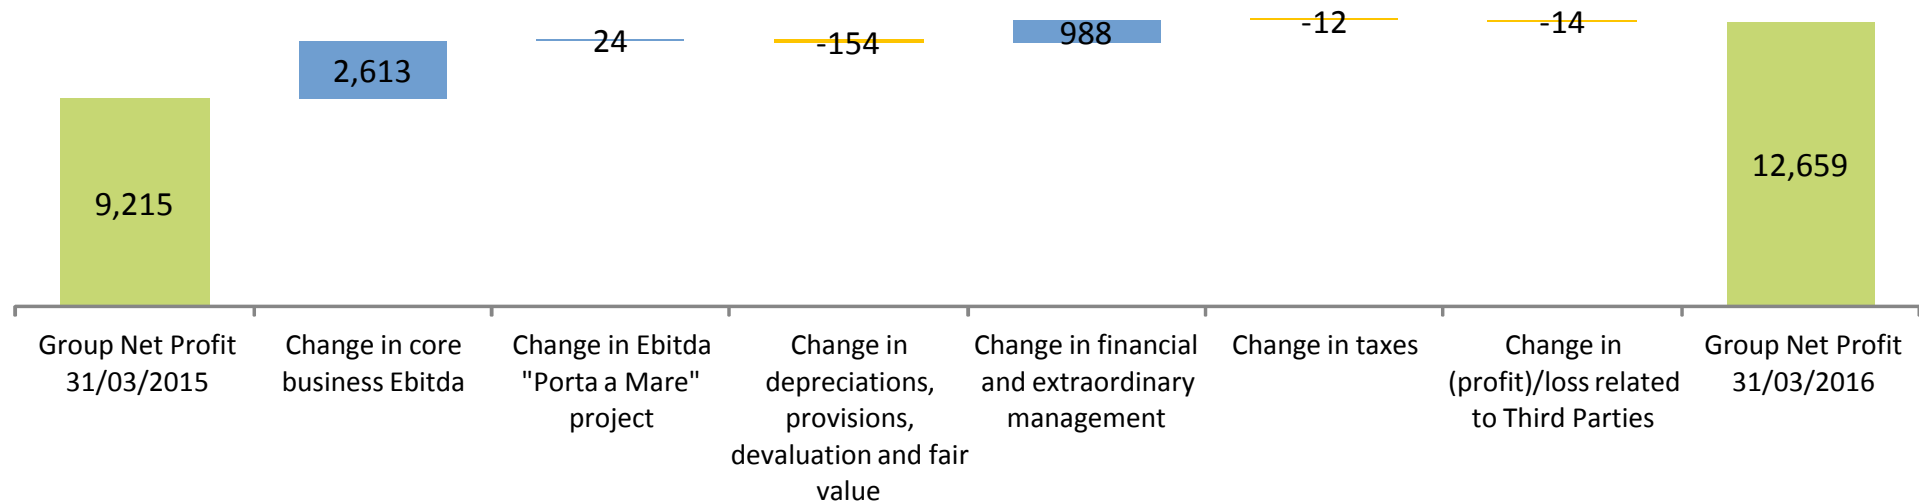 9,215
2,613
24
-154
988
-12
-14
12,659
Group Net Profit
31/03/2015
Change in core
business Ebitda
Change in Ebitda
"Porta a Mare"
project
Change in
depreciations,
provisions,
devaluation and fair
value
Change in financial
and extraordinary
management
Change in taxes
Change in
(profit)/loss related
to Third Parties
Group Net Profit
31/03/2016